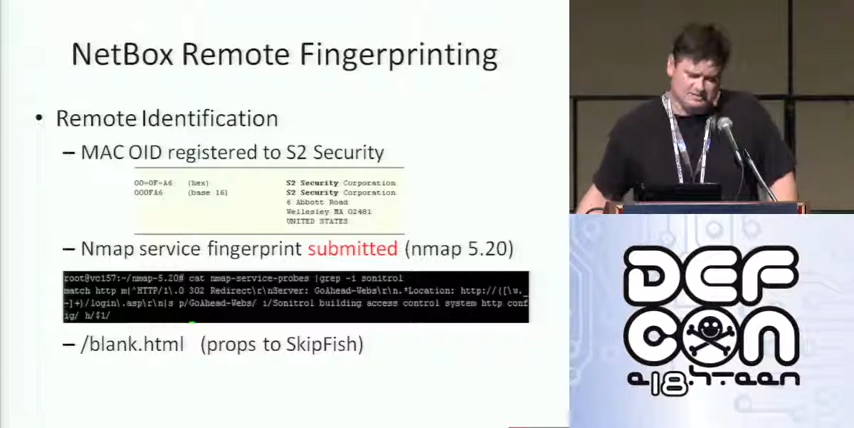 NetBox Remote Fingerprinting
• Remote Identification
– MAC OID registered to S2 Security
00-0F-A6 (hex) S2 Security Corporation
000FA6 (base 16) S2 Security Corporation
6 Abbott Road
Wellesley MA 02481
UNITED STATES
– Nmap service fingerprint submitted (nmap 5.20)
root@vc157:~/nmap-5.20# cat nmap-service-probes |grep -i sonitrol
match http m|^HTTP/1\.0 302 Redirect\r\nServer: GoAhead-Webs\r\n.*Location: http://([\w._
-]+)/login\.asp\r\n|s p/GoAhead-Webs/ i/Sonitrol building access control system http conf
ig/ h/$1/
– /blank.html (props to SkipFish)
DEF
CON
e18h-teen